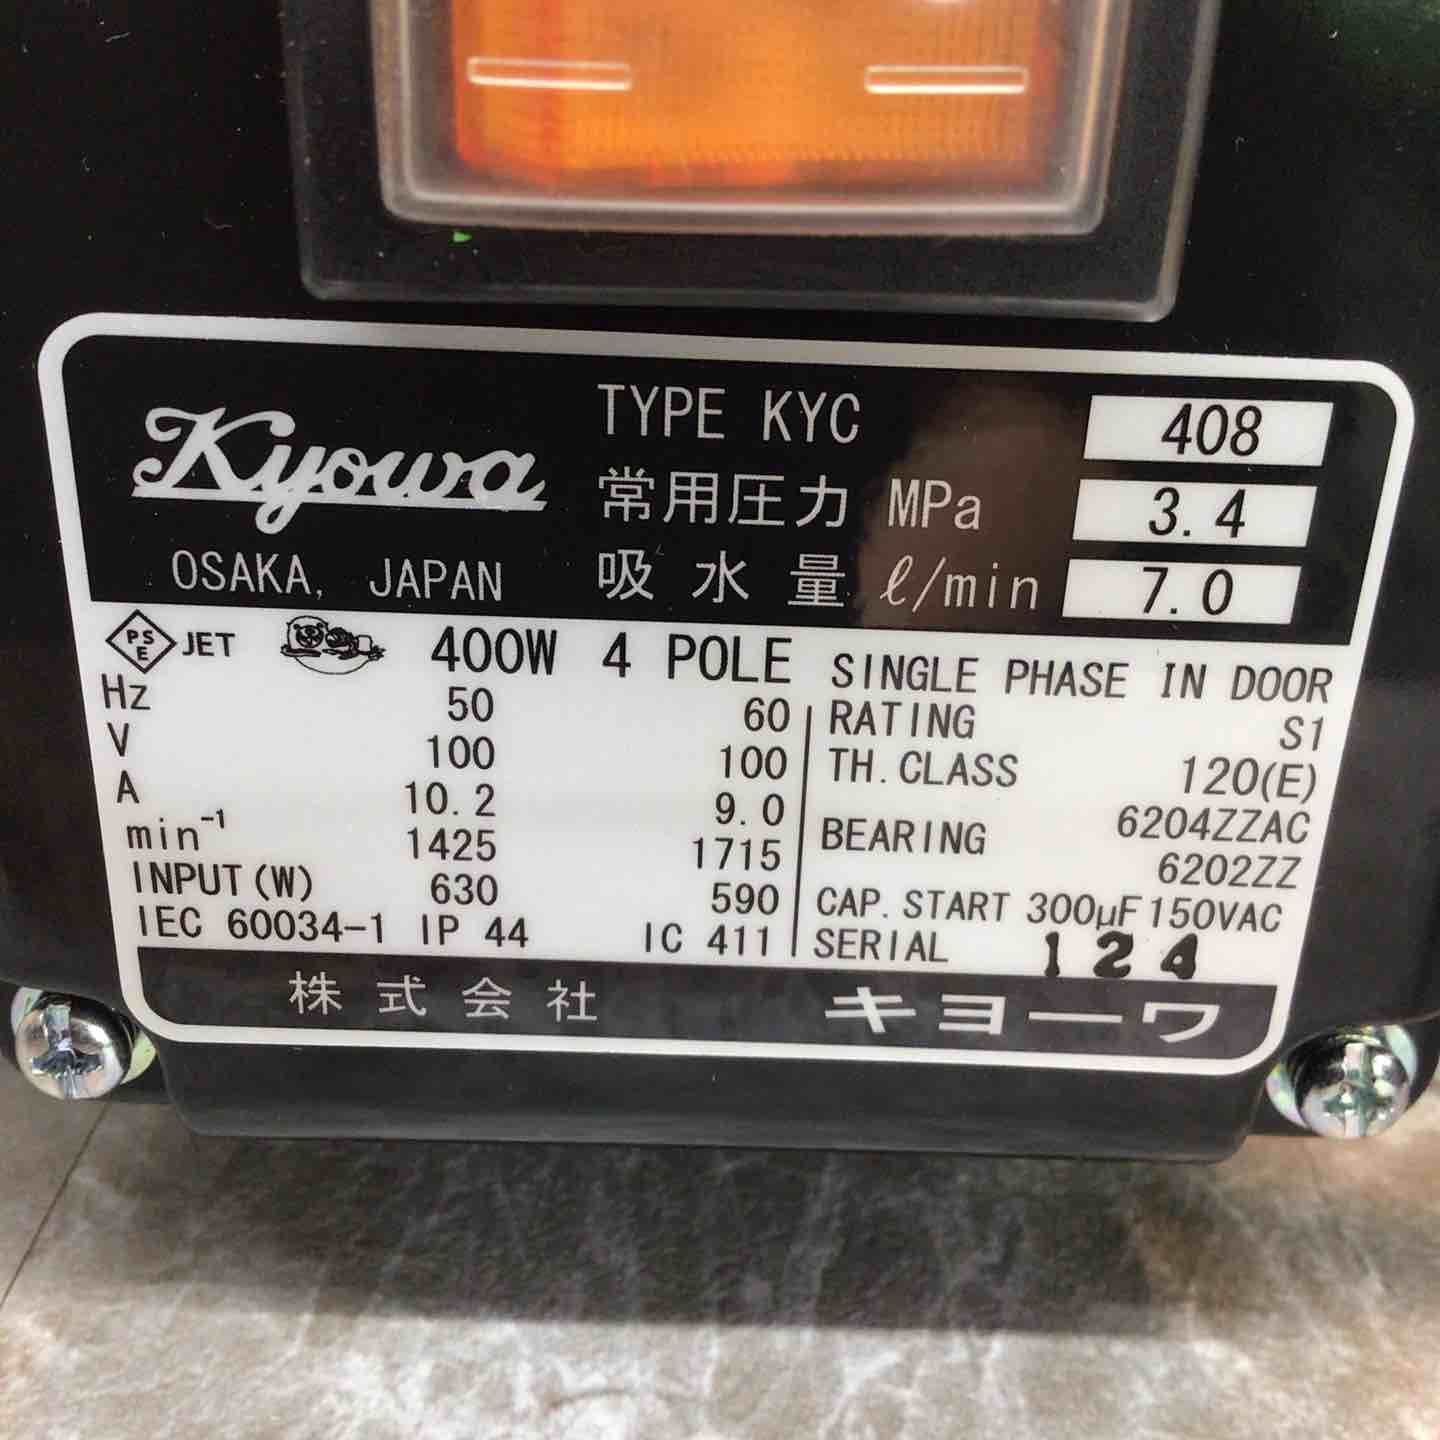 Kyowa
OSAKA, JAPAN
TYPE KYC 408
常用圧力 MPa 3.4
吸水量 ℓ/min 7.0
PSE JET 400W 4 POLE SINGLE PHASE IN DOOR
Hz 50 60 RATING S1
V 100 100 TH. CLASS 120(E)
A 10.2 9.0 BEARING 6204ZZAC
min⁻¹ 1425 1715 6202ZZ
INPUT(W) 630 590 CAP. START 300μF 150VAC
IEC 60034-1 IP 44 IC 411 SERIAL 124
株式会社 キョーワ